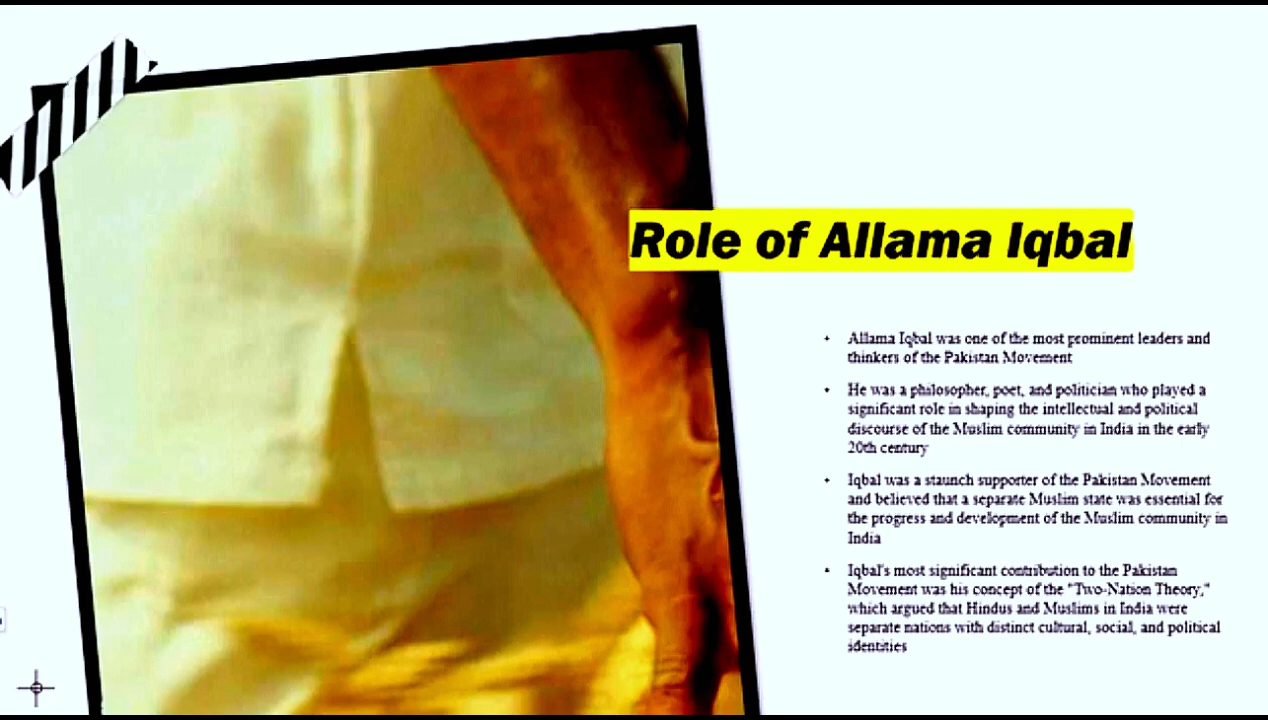 Role of Allama Iqbal
• Allama Iqbal was one of the most prominent leaders and
thinkers of the Pakistan Movement
• He was a philosopher, poet, and politician who played a
significant role in shaping the intellectual and political
discourse of the Muslim community in India in the early
20th century
• Iqbal was a staunch supporter of the Pakistan Movement
and believed that a separate Muslim state was essential for
the progress and development of the Muslim community in
India
• Iqbal's most significant contribution to the Pakistan
Movement was his concept of the "Two-Nation Theory,"
which argued that Hindus and Muslims in India were
separate nations with distinct cultural, social, and political
identities